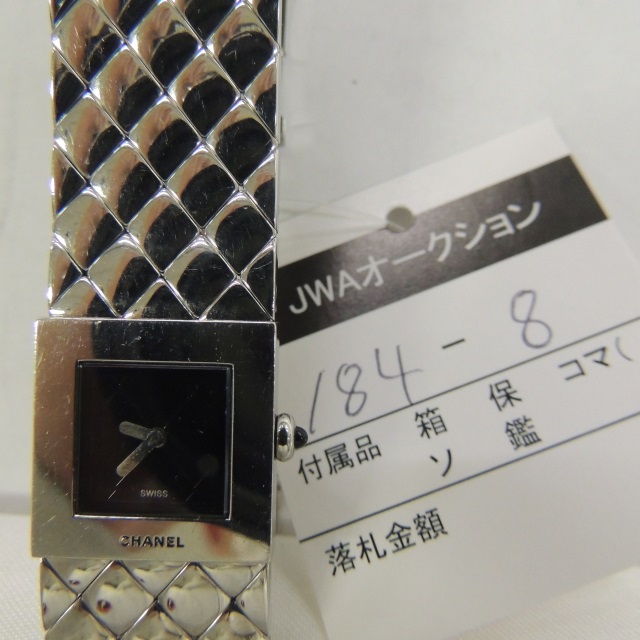 SWISS
CHANEL
JWAオークション
184-8
付属品 箱 保 コマ(
ソ 鑑
落札金額